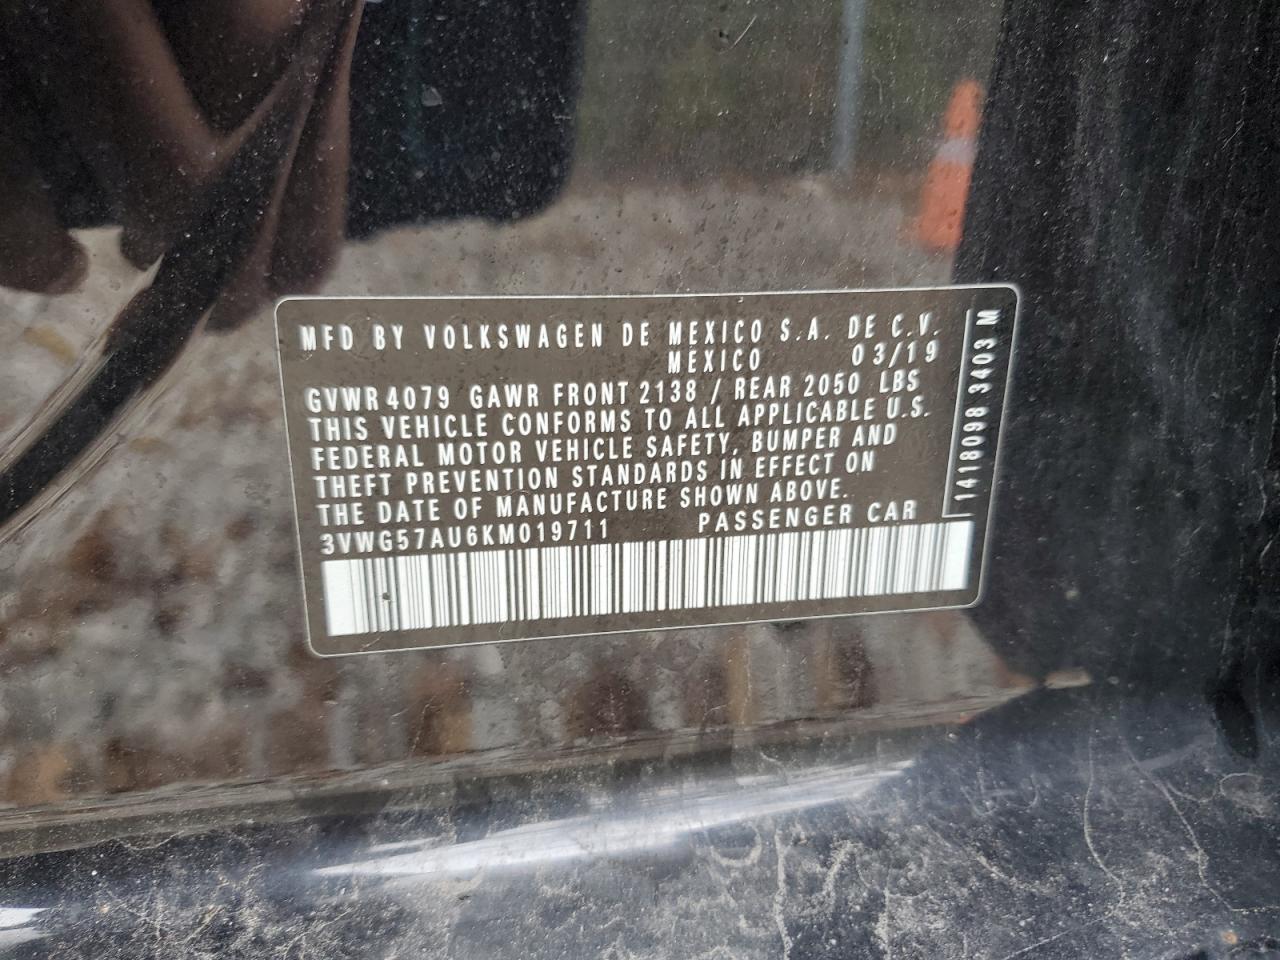 MFD BY VOLKSWAGEN DE MEXICO S.A. DE C.V.
MEXICO 03/19
GVWR 4079 GAWR FRONT 2138 / REAR 2050 LBS
THIS VEHICLE CONFORMS TO ALL APPLICABLE U.S.
FEDERAL MOTOR VEHICLE SAFETY, BUMPER AND
THEFT PREVENTION STANDARDS IN EFFECT ON
THE DATE OF MANUFACTURE SHOWN ABOVE.
3VWG57AU6KM019711 PASSENGER CAR
1418098 3403 M